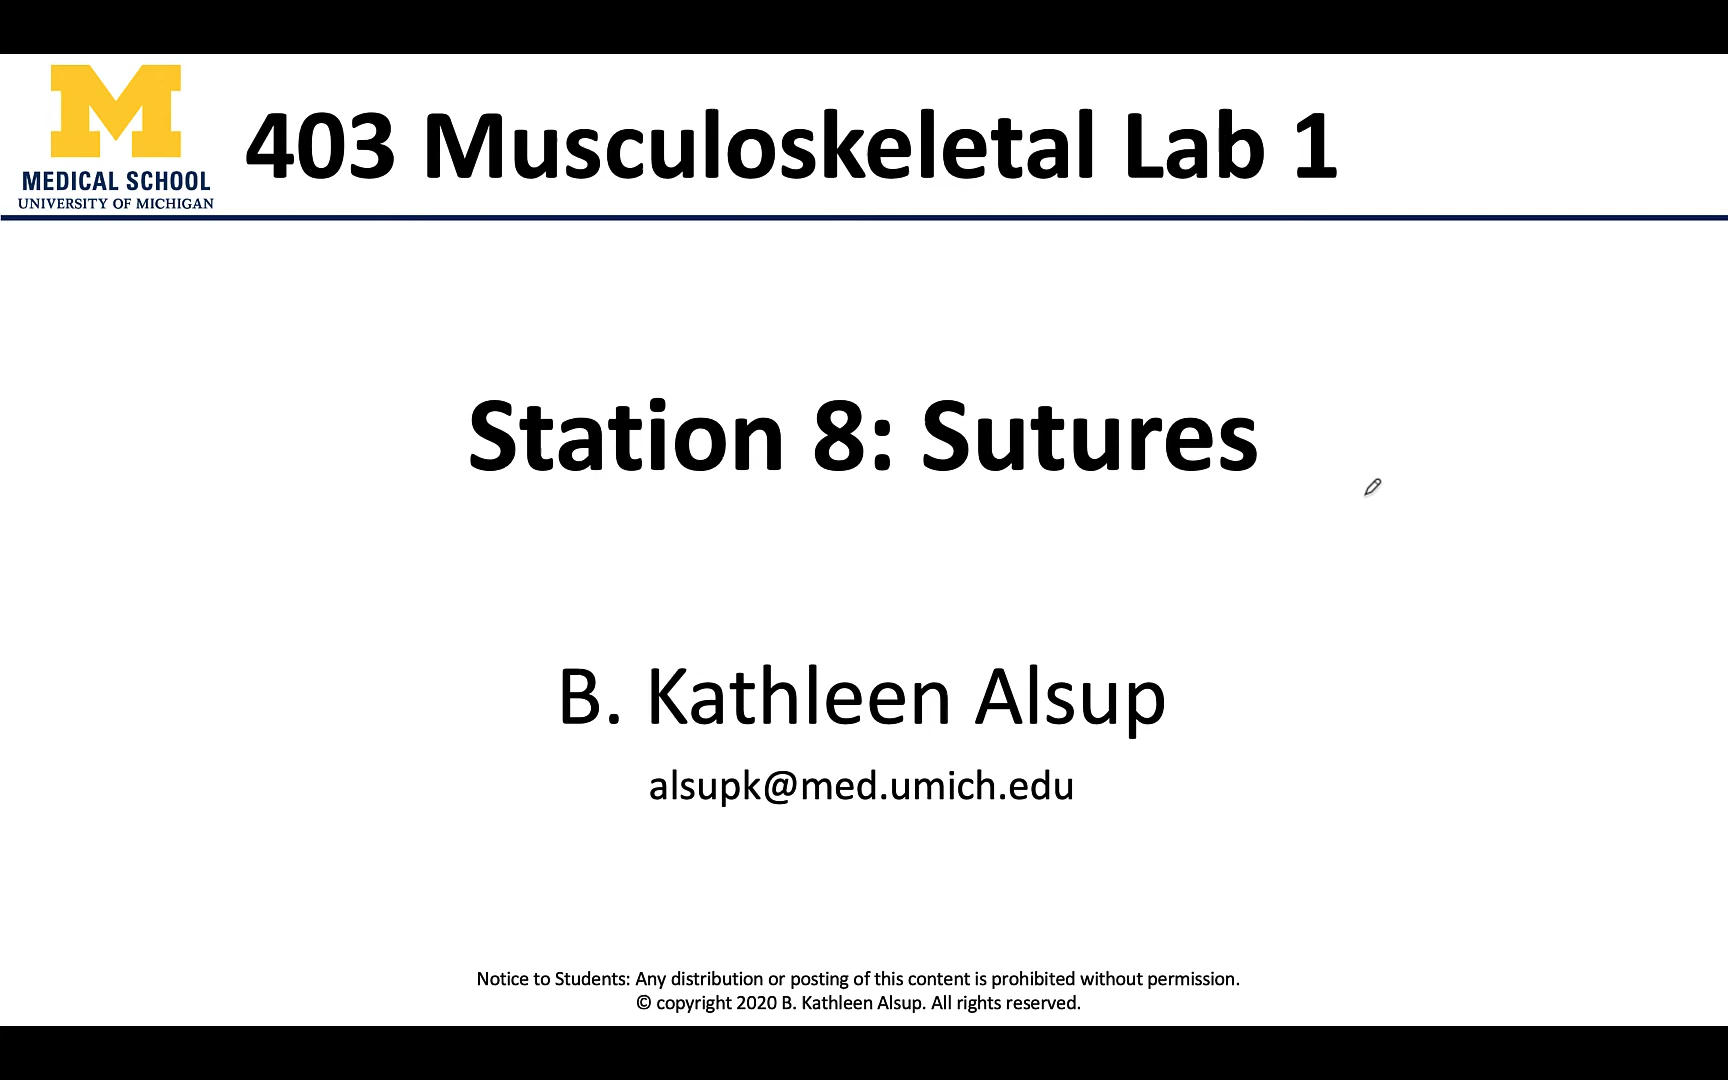 M
MEDICAL SCHOOL
UNIVERSITY OF MICHIGAN
403 Musculoskeletal Lab 1
Station 8: Sutures
B. Kathleen Alsup
alsupk@med.umich.edu
Notice to Students: Any distribution or posting of this content is prohibited without permission.
© copyright 2020 B. Kathleen Alsup. All rights reserved.